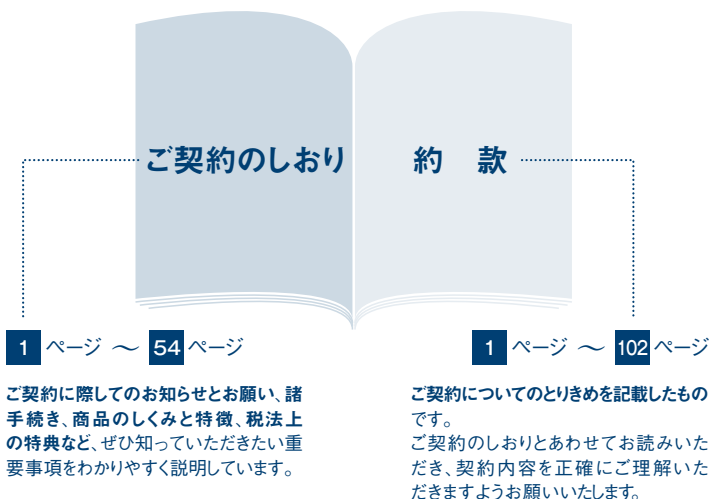 ご契約のしおり
約 款
1 ページ ～ 54 ページ
ご契約に際してのお知らせとお願い、諸
手続き、商品のしくみと特徴、税法上
の特典など、ぜひ知っていただきたい重
要事項をわかりやすく説明しています。
1 ページ ～ 102 ページ
ご契約についてのとりきめを記載したもの
です。
ご契約のしおりとあわせてお読みいた
だき、契約内容を正確にご理解いた
だきますようお願いいたします。